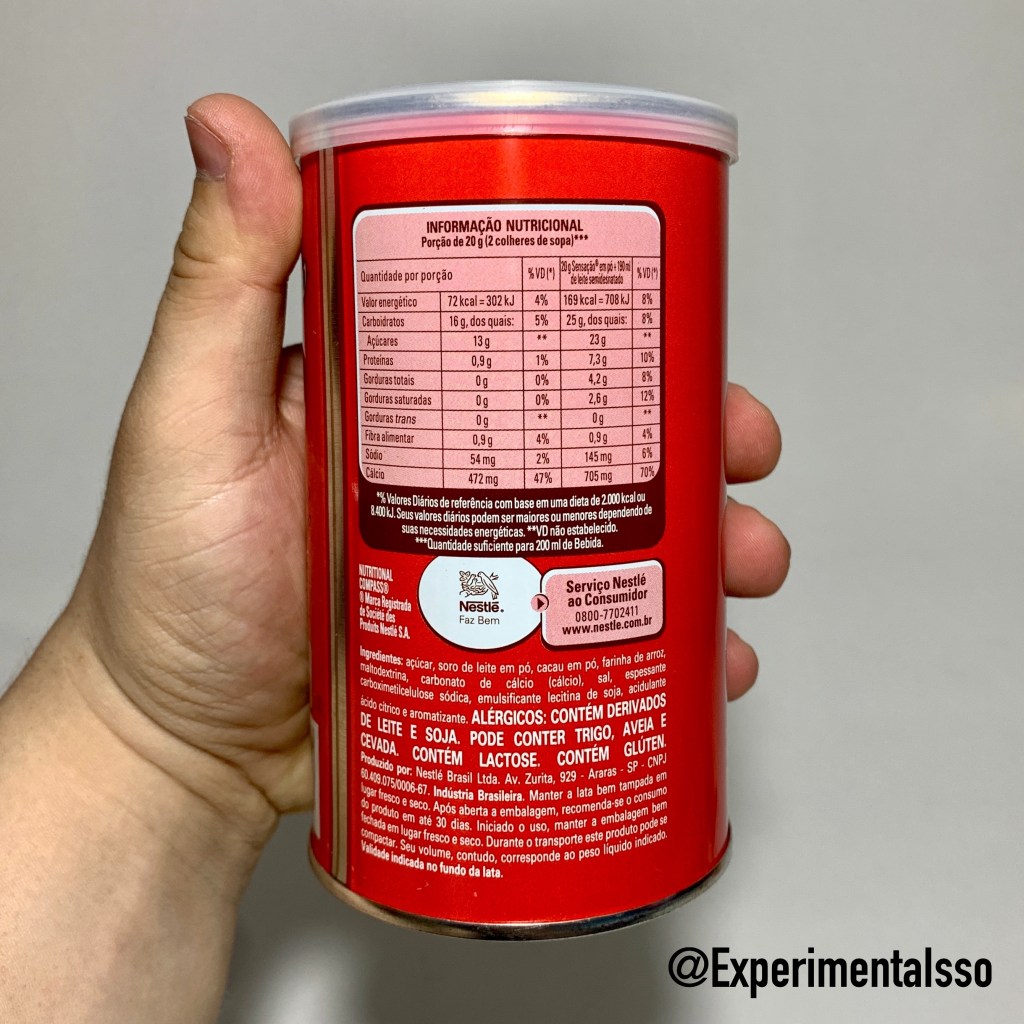 INFORMAÇÃO NUTRICIONAL
Porção de 20 g (2 colheres de sopa)***
Quantidade por porção % VD (*) 20 g Sensação® em pó + 190 ml de leite semidesnatado % VD (*)
Valor energético 72 kcal = 302 kJ 4% 169 kcal = 708 kJ 8%
Carboidratos 16 g, dos quais: 5% 25 g, dos quais: 8%
Açúcares 13 g ** 23 g **
Proteínas 0,9 g 1% 7,3 g 10%
Gorduras totais 0 g 0% 4,2 g 8%
Gorduras saturadas 0 g 0% 2,6 g 12%
Gorduras trans 0 g ** 0 g **
Fibra alimentar 0,9 g 4% 0,9 g 4%
Sódio 54 mg 2% 145 mg 6%
Cálcio 472 mg 47% 705 mg 70%
*% Valores Diários de referência com base em uma dieta de 2.000 kcal ou
8.400 kJ. Seus valores diários podem ser maiores ou menores dependendo de
suas necessidades energéticas. **VD não estabelecido.
***Quantidade suficiente para 200 ml de Bebida.
NUTRITIONAL
COMPASS®
® Marca Registrada
de Société des
Produits Nestlé S.A.
Nestlé.
Faz Bem
Serviço Nestlé
ao Consumidor
0800-7702411
www.nestle.com.br
Ingredientes: açúcar, soro de leite em pó, cacau em pó, farinha de arroz,
maltodextrina, carbonato de cálcio (cálcio), sal, espessante
carboximetilcelulose sódica, emulsificante lecitina de soja, acidulante
ácido cítrico e aromatizante. ALÉRGICOS: CONTÉM DERIVADOS
DE LEITE E SOJA. PODE CONTER TRIGO, AVEIA E
CEVADA. CONTÉM LACTOSE. CONTÉM GLÚTEN.
Produzido por: Nestlé Brasil Ltda. Av. Zurita, 929 - Araras - SP - CNPJ
60.409.075/0006-67. Indústria Brasileira. Manter a lata bem tampada em
lugar fresco e seco. Após aberta a embalagem, recomenda-se o consumo
do produto em até 30 dias. Iniciado o uso, manter a embalagem bem
fechada em lugar fresco e seco. Durante o transporte este produto pode se
compactar. Seu volume, contudo, corresponde ao peso líquido indicado.
Validade indicada no fundo da lata.
@ExperimentaIsso